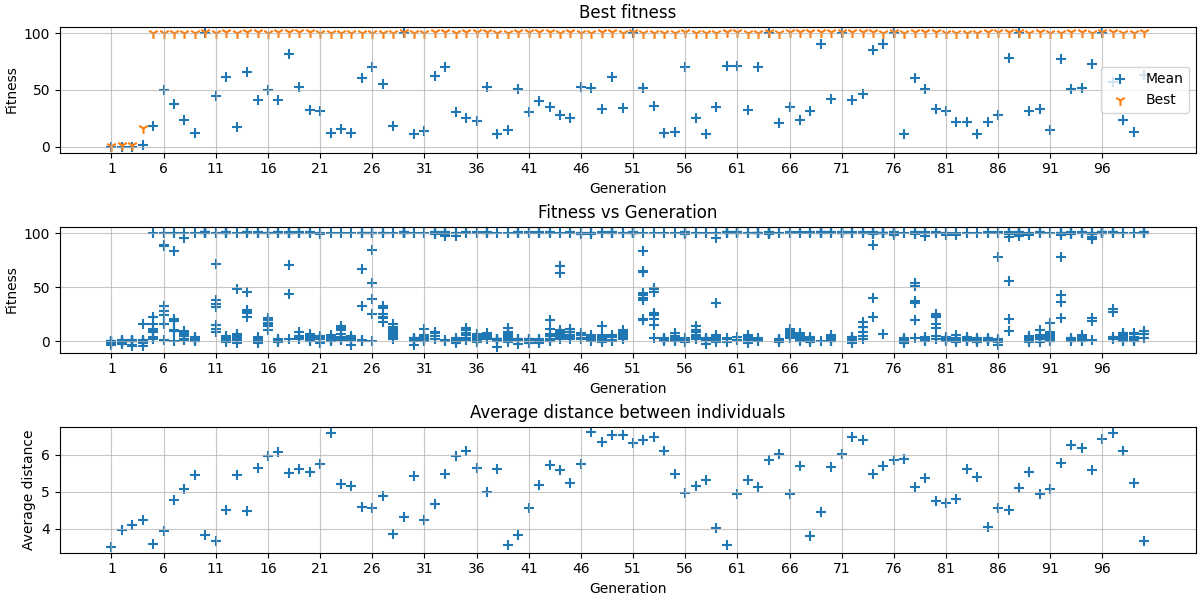 Best fitness
Fitness
100
50
0
Mean
Best
1 6 11 16 21 26 31 36 41 46 51 56 61 66 71 76 81 86 91 96
Generation
Fitness vs Generation
Fitness
100
50
0
1 6 11 16 21 26 31 36 41 46 51 56 61 66 71 76 81 86 91 96
Generation
Average distance between individuals
Average distance
6
5
4
1 6 11 16 21 26 31 36 41 46 51 56 61 66 71 76 81 86 91 96
Generation